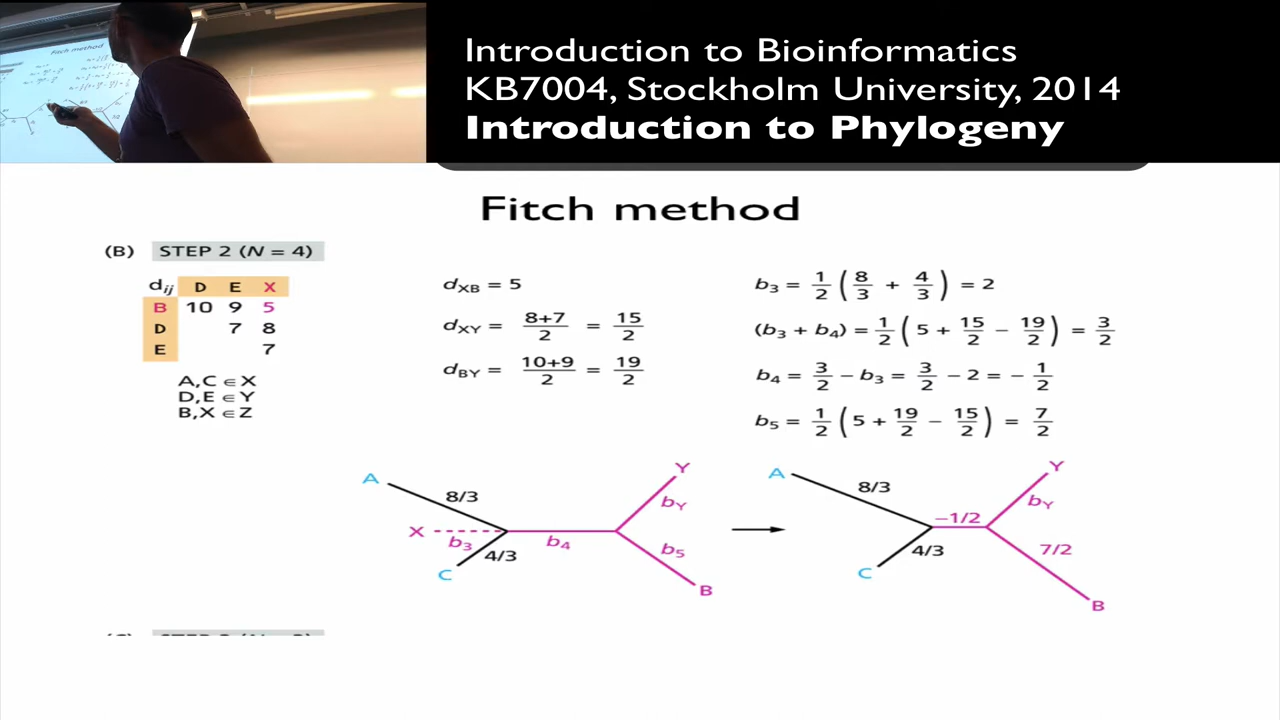 Introduction to Bioinformatics
KB7004, Stockholm University, 2014
Introduction to Phylogeny
Fitch method
Fitch method
(B) STEP 2 (N = 4)
dij D E X
B 10 9 5
D 7 8
E 7
A,C ∈ X
D,E ∈ Y
B,X ∈ Z
dXB = 5
dXY = 8+7/2 = 15/2
dBY = 10+9/2 = 19/2
b3 = 1/2 (8/3 + 4/3) = 2
(b3 + b4) = 1/2 (5 + 15/2 − 19/2) = 3/2
b4 = 3/2 − b3 = 3/2 − 2 = − 1/2
b5 = 1/2 (5 + 19/2 − 15/2) = 7/2
A 8/3 X b3 4/3 C b4 Y bY b5 B
A 8/3 4/3 C −1/2 Y bY 7/2 B